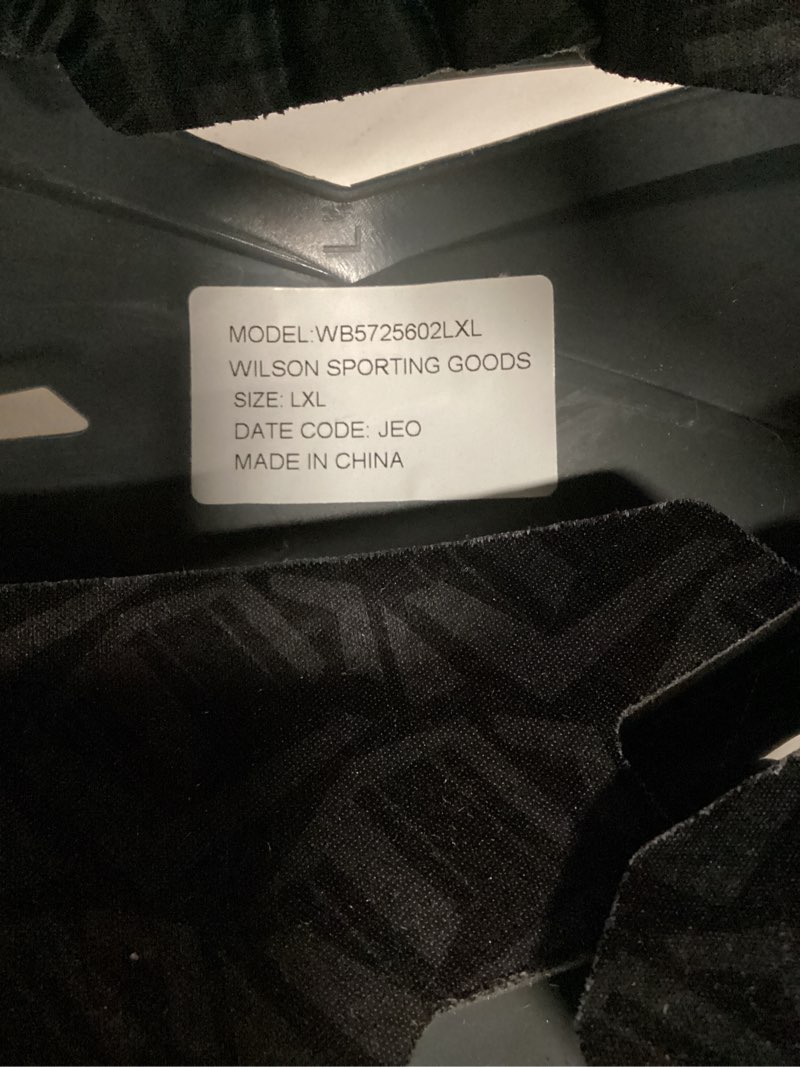 L
MODEL:WB5725602LXL
WILSON SPORTING GOODS
SIZE: LXL
DATE CODE: JEO
MADE IN CHINA